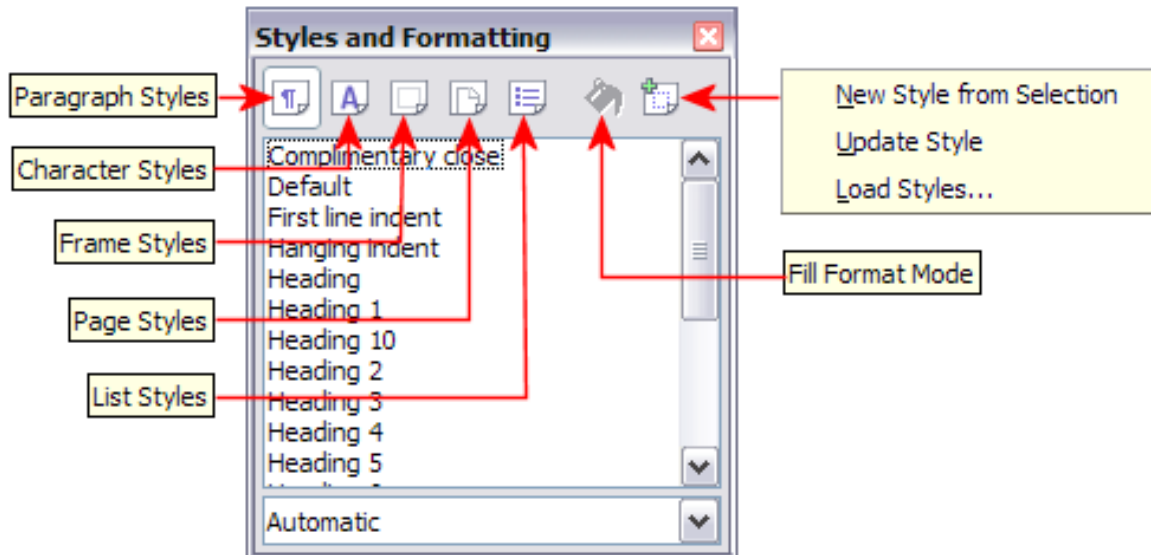 Styles and Formatting
Paragraph Styles
Character Styles
Frame Styles
Page Styles
List Styles
A
Complimentary close
Default
First line indent
Hanging indent
Heading
Heading 1
Heading 10
Heading 2
Heading 3
Heading 4
Heading 5
Automatic
New Style from Selection
Update Style
Load Styles...
Fill Format Mode